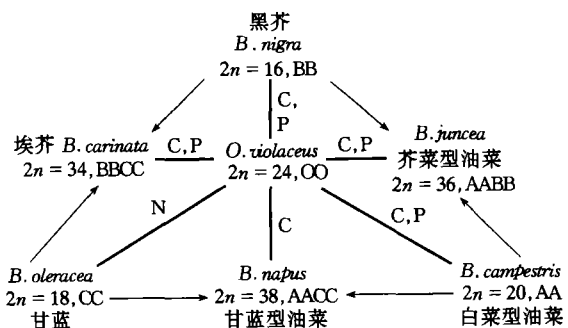 黑芥
B. nigra
2n = 16, BB
C,
P
埃芥 B. carinata
2n = 34, BBCC
C, P
O. violaceus
2n = 24, OO
C, P
B. juncea
芥菜型油菜
2n = 36, AABB
N
C
C, P
B. oleracea
2n = 18, CC
甘蓝
B. napus
2n = 38, AACC
甘蓝型油菜
B. campestris
2n = 20, AA
白菜型油菜